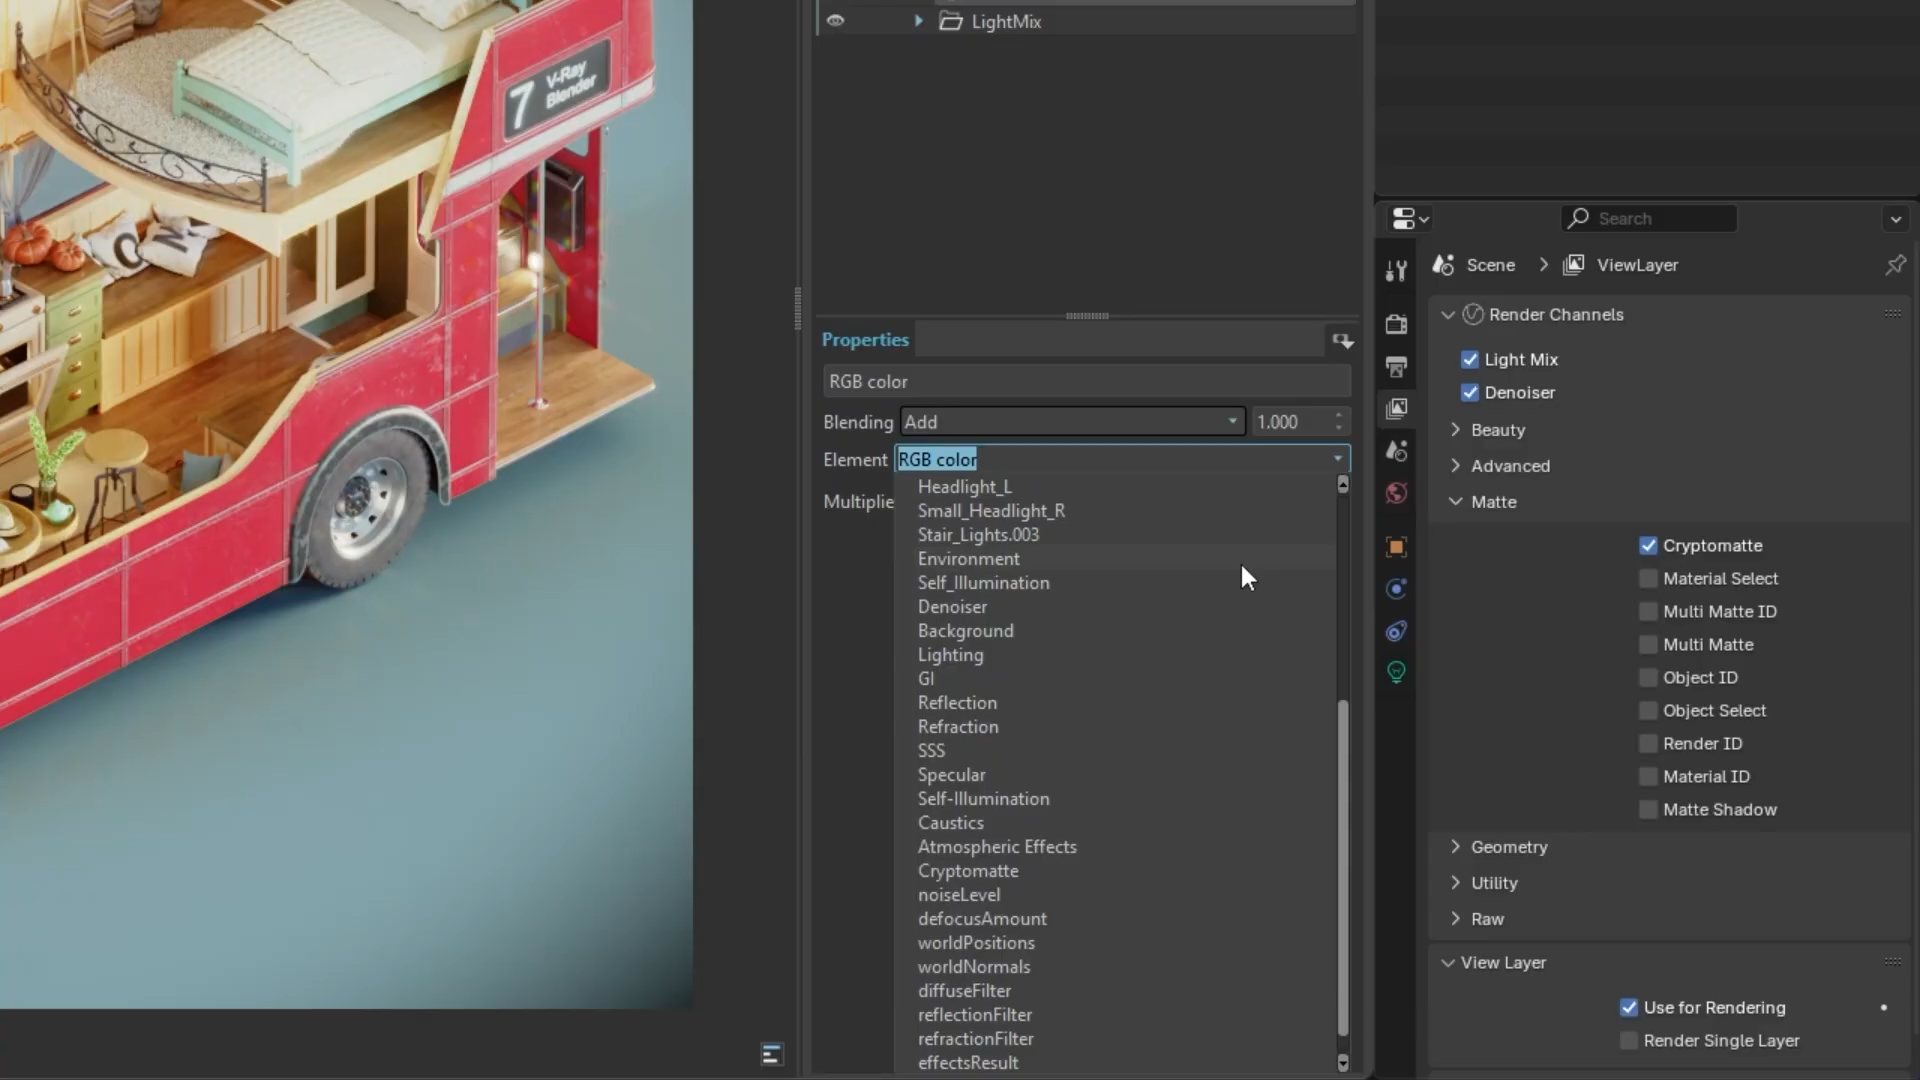 LightMix
7 V-Ray
Blender
ON
Properties
RGB color
Blending Add 1.000
Element RGB color
Multiplie
Headlight_L
Small_Headlight_R
Stair_Lights.003
Environment
Self_Illumination
Denoiser
Background
Lighting
GI
Reflection
Refraction
SSS
Specular
Self-Illumination
Caustics
Atmospheric Effects
Cryptomatte
noiseLevel
defocusAmount
worldPositions
worldNormals
diffuseFilter
reflectionFilter
refractionFilter
effectsResult
Search
Scene > ViewLayer
Render Channels
Light Mix
Denoiser
Beauty
Advanced
Matte
Cryptomatte
Material Select
Multi Matte ID
Multi Matte
Object ID
Object Select
Render ID
Material ID
Matte Shadow
Geometry
Utility
Raw
View Layer
Use for Rendering
Render Single Layer